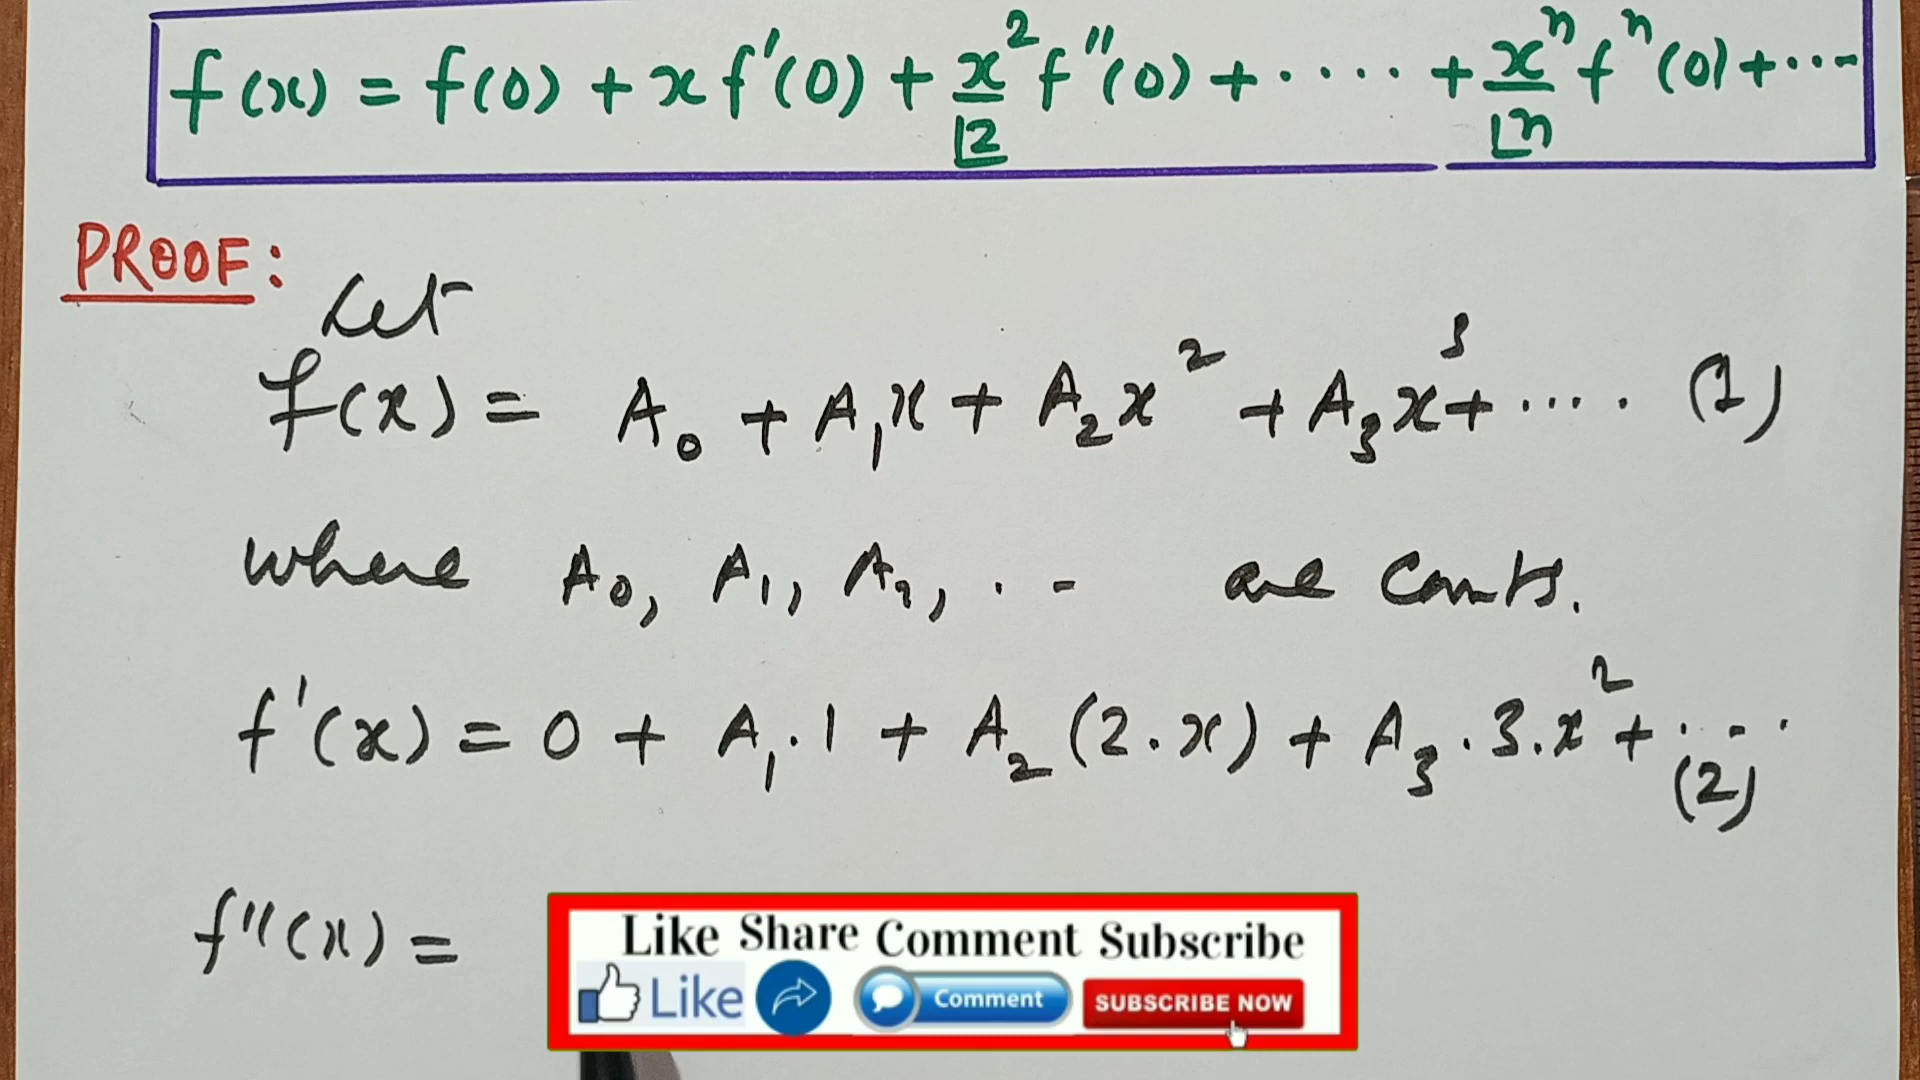 f(x) = f(0) + x f'(0) + x²/⌊2 f''(0) + ..... + xⁿ/⌊n fⁿ(0) + ...
PROOF:
Let
f(x) = A₀ + A₁x + A₂x² + A₃x³ + .... (1)
where A₀, A₁, A₂, .. are consts.
f'(x) = 0 + A₁.1 + A₂ (2.x) + A₃.3.x² + ....
(2)
f''(x) =
Like Share Comment Subscribe
Like Comment SUBSCRIBE NOW